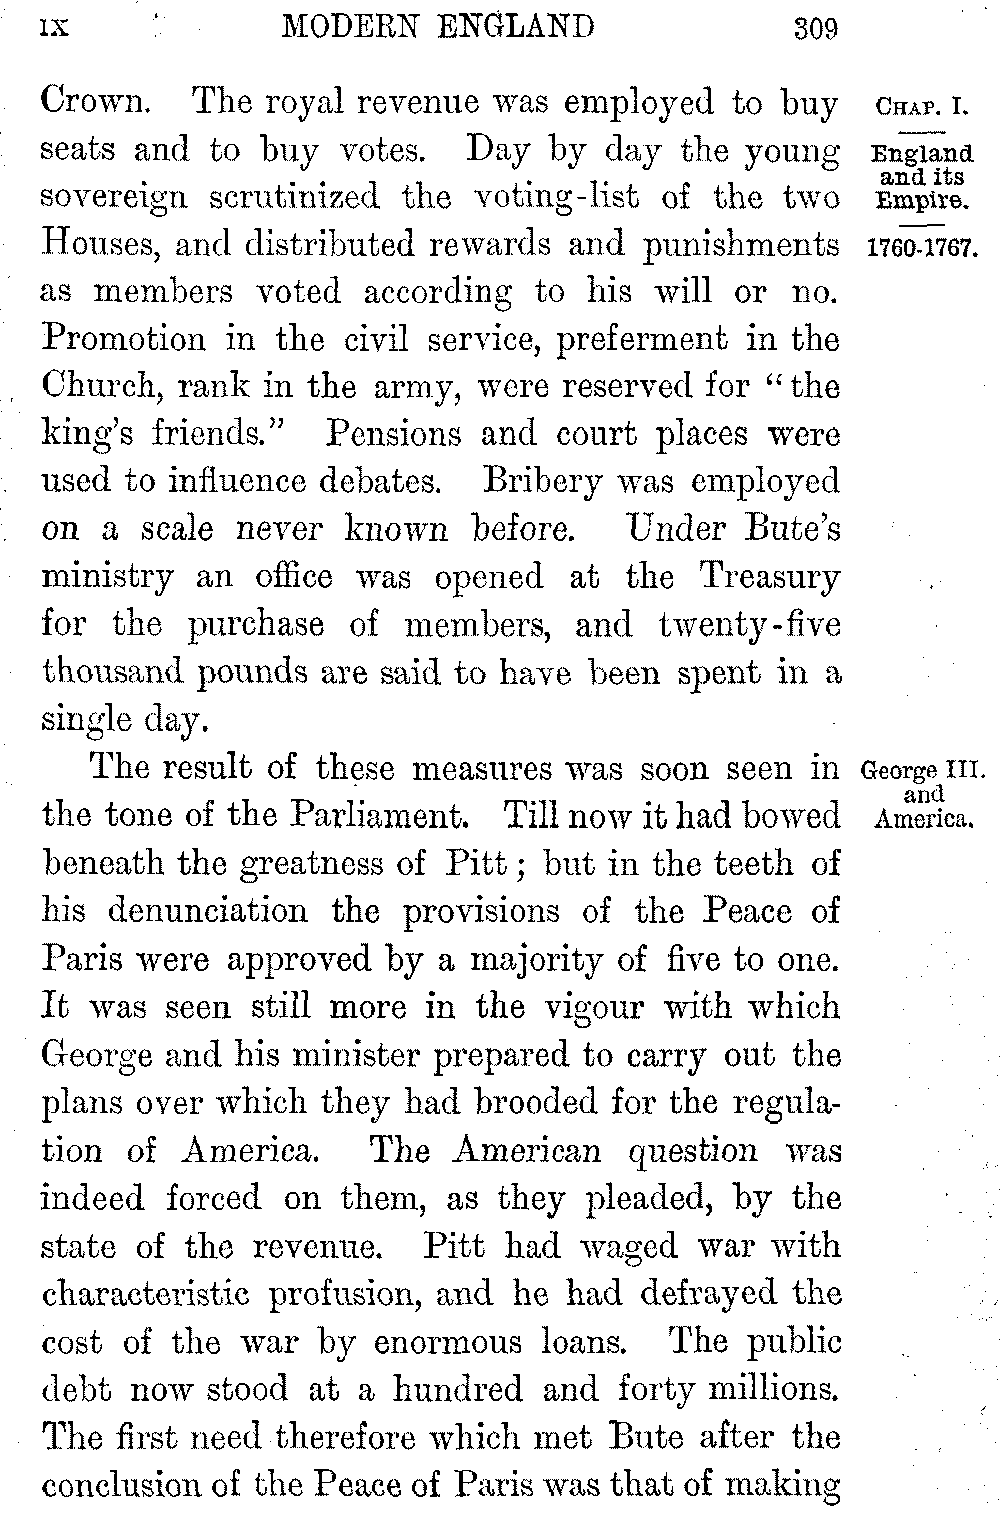 IX MODERN ENGLAND 309
Crown. The royal revenue was employed to buy
seats and to buy votes. Day by day the young
sovereign scrutinized the voting-list of the two
Houses, and distributed rewards and punishments
as members voted according to his will or no.
Promotion in the civil service, preferment in the
Church, rank in the army, were reserved for “the
king’s friends.” Pensions and court places were
used to influence debates. Bribery was employed
on a scale never known before. Under Bute’s
ministry an office was opened at the Treasury
for the purchase of members, and twenty-five
thousand pounds are said to have been spent in a
single day.
CHAP. I.
England
and its
Empire.
1760-1767.
The result of these measures was soon seen in
the tone of the Parliament. Till now it had bowed
beneath the greatness of Pitt; but in the teeth of
his denunciation the provisions of the Peace of
Paris were approved by a majority of five to one.
It was seen still more in the vigour with which
George and his minister prepared to carry out the
plans over which they had brooded for the regula-
tion of America. The American question was
indeed forced on them, as they pleaded, by the
state of the revenue. Pitt had waged war with
characteristic profusion, and he had defrayed the
cost of the war by enormous loans. The public
debt now stood at a hundred and forty millions.
The first need therefore which met Bute after the
conclusion of the Peace of Paris was that of making
George III.
and
America.